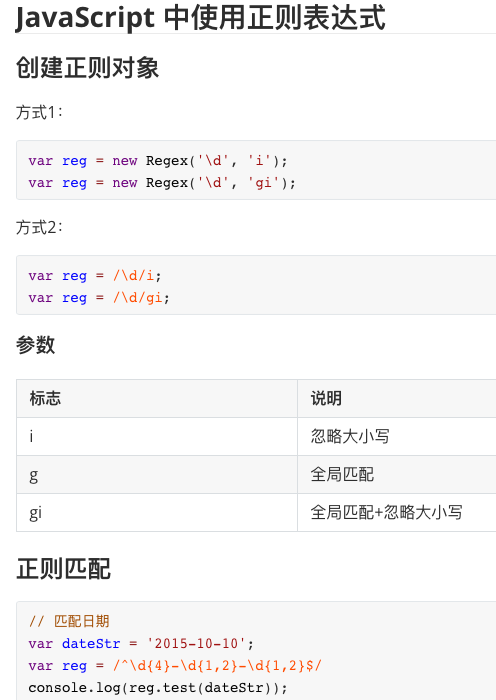 JavaScript 中使用正则表达式
创建正则对象
方式1：
var reg = new Regex('\d', 'i');
var reg = new Regex('\d', 'gi');
方式2：
var reg = /\d/i;
var reg = /\d/gi;
参数
标志 说明
i 忽略大小写
g 全局匹配
gi 全局匹配+忽略大小写
正则匹配
// 匹配日期
var dateStr = '2015-10-10';
var reg = /^\d{4}-\d{1,2}-\d{1,2}$/
console.log(reg.test(dateStr));